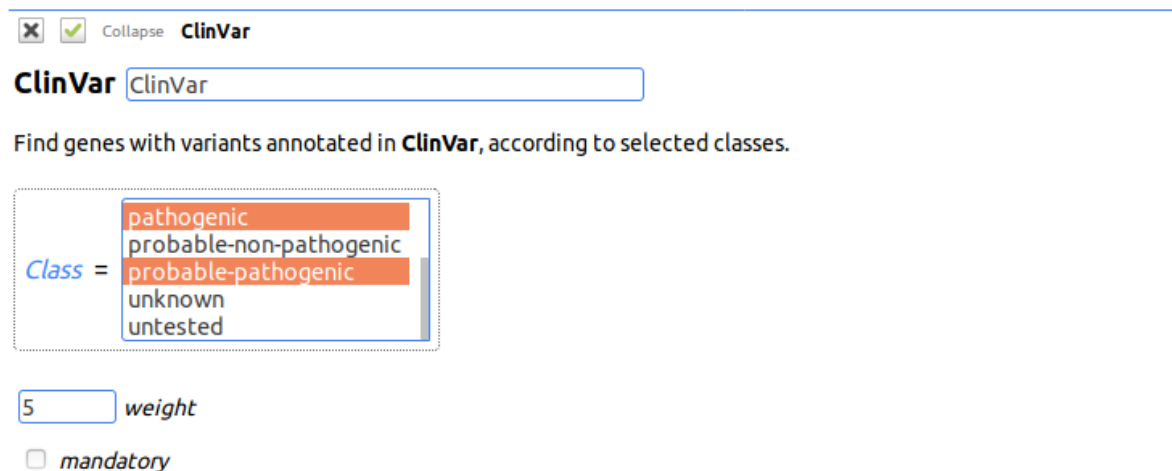 Collapse ClinVar
ClinVar ClinVar
Find genes with variants annotated in ClinVar, according to selected classes.
pathogenic
probable-non-pathogenic
Class = probable-pathogenic
unknown
untested
5 weight
mandatory